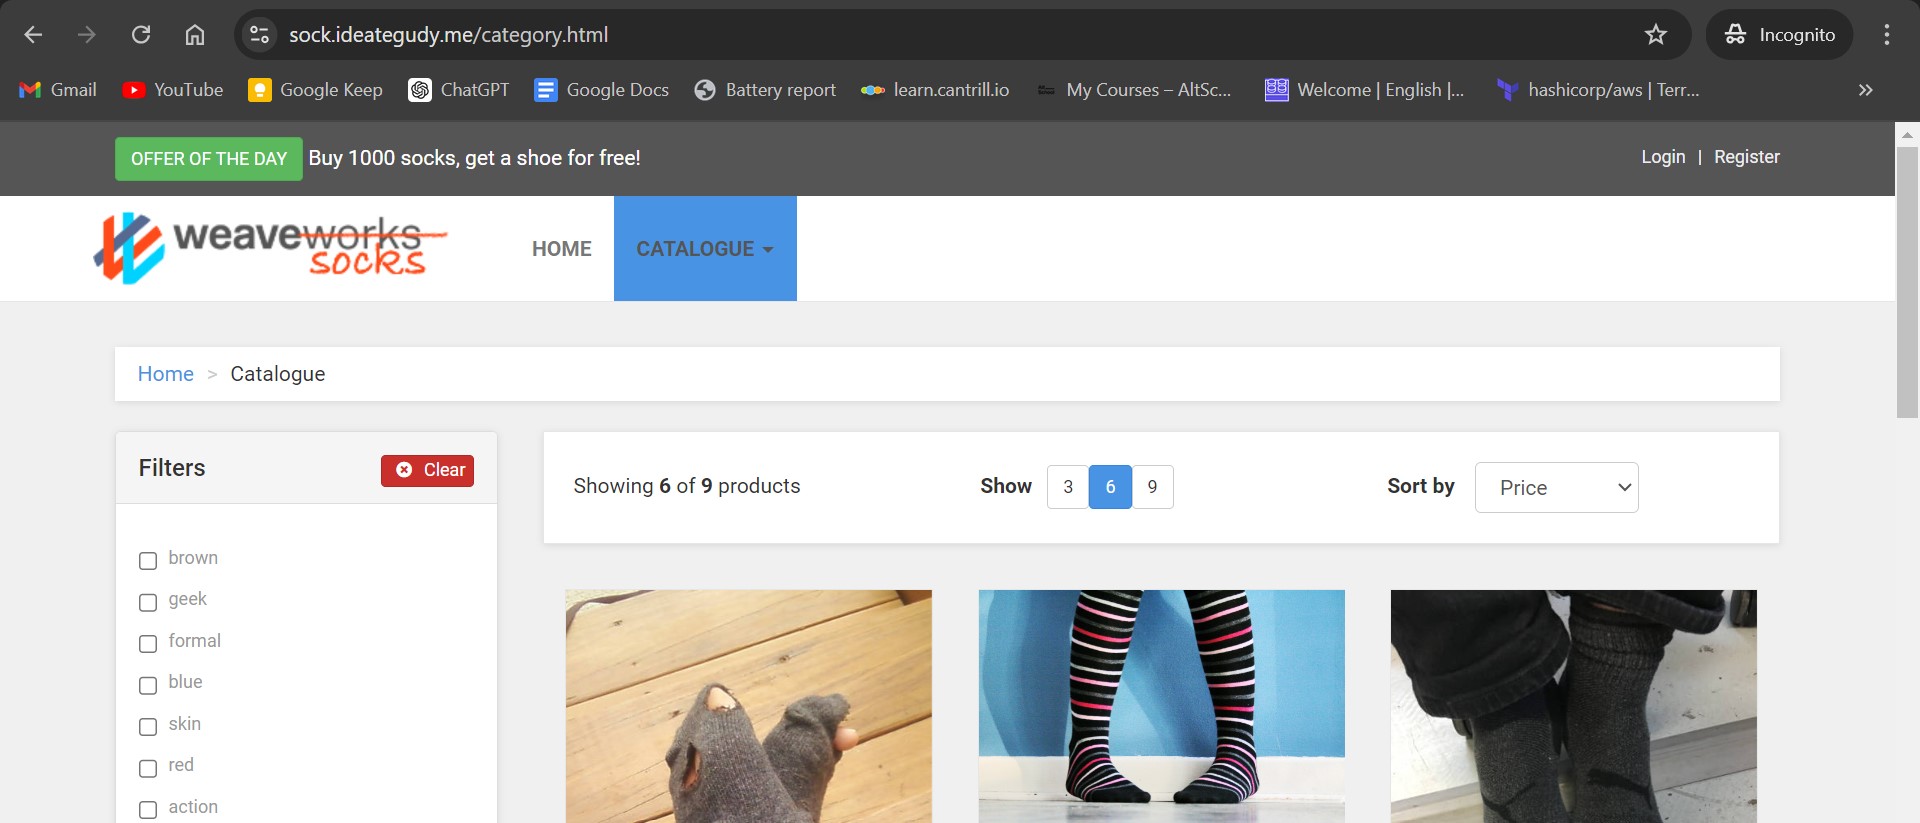 sock.ideategudy.me/category.html
Incognito
Gmail
YouTube
Google Keep
ChatGPT
Google Docs
Battery report
learn.cantrill.io
My Courses – AltSc...
Welcome | English |...
hashicorp/aws | Terr...
»
OFFER OF THE DAY Buy 1000 socks, get a shoe for free!
Login | Register
weaveworks
socks
HOME
CATALOGUE
Home > Catalogue
Filters
Clear
Showing 6 of 9 products
Show 3 6 9
Sort by Price
brown
geek
formal
blue
skin
red
action